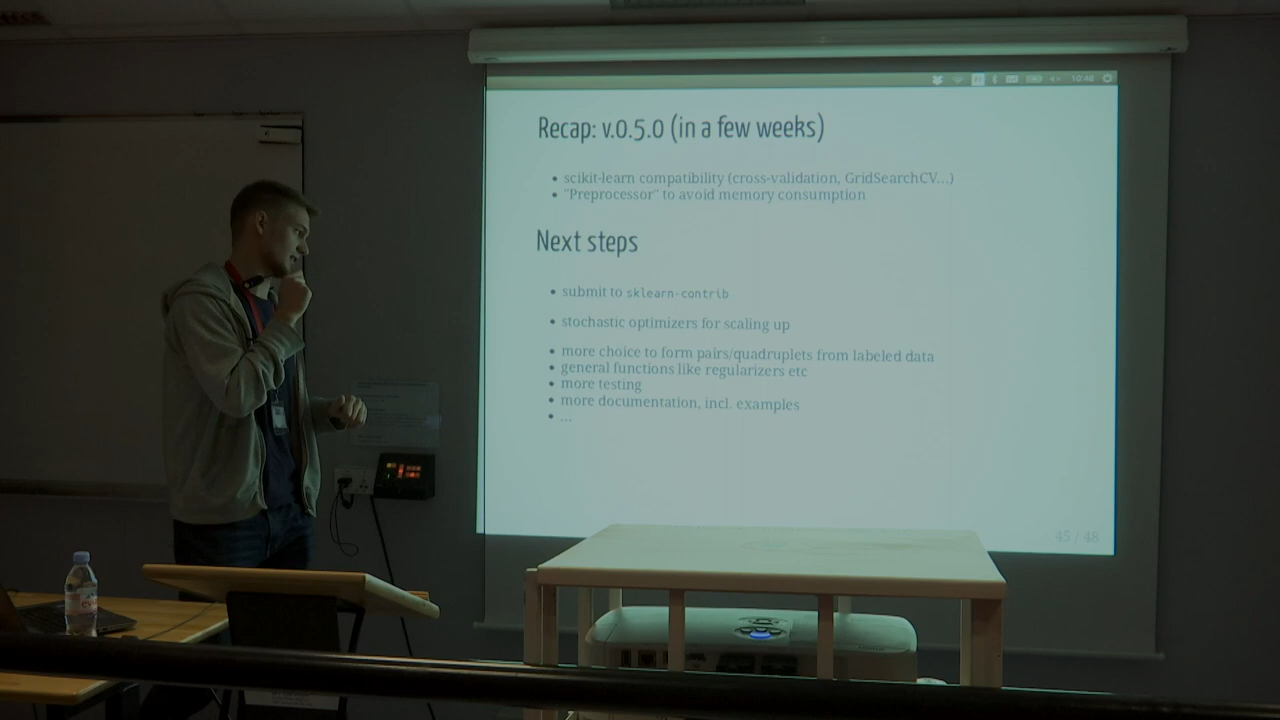 10:48
Recap: v.0.5.0 (in a few weeks)
• scikit-learn compatibility (cross-validation, GridSearchCV...)
• "Preprocessor" to avoid memory consumption
Next steps
• submit to sklearn-contrib
• stochastic optimizers for scaling up
• more choice to form pairs/quadruplets from labeled data
• general functions like regularizers etc
• more testing
• more documentation, incl. examples
• ...
45 / 48